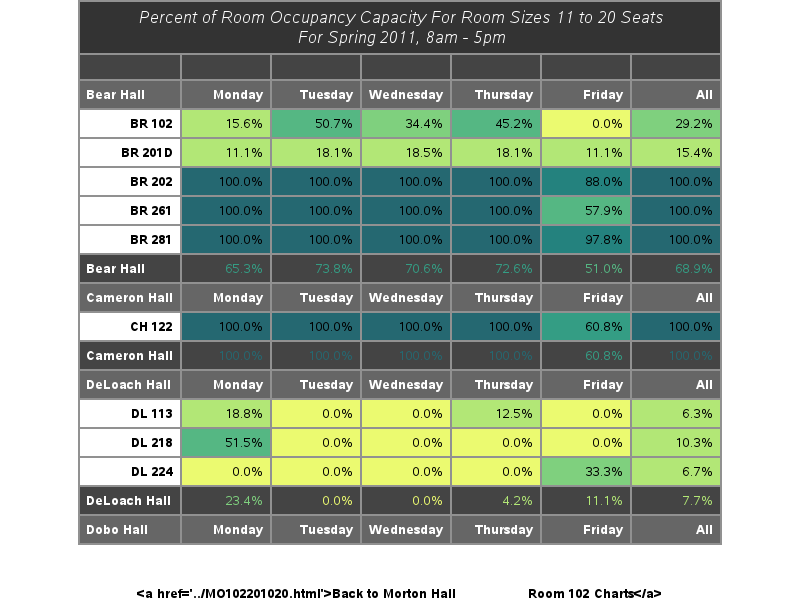 Percent of Room Occupancy Capacity For Room Sizes 11 to 20 Seats
For Spring 2011, 8am - 5pm
Bear Hall Monday Tuesday Wednesday Thursday Friday All
BR 102 15.6% 50.7% 34.4% 45.2% 0.0% 29.2%
BR 201D 11.1% 18.1% 18.5% 18.1% 11.1% 15.4%
BR 202 100.0% 100.0% 100.0% 100.0% 88.0% 100.0%
BR 261 100.0% 100.0% 100.0% 100.0% 57.9% 100.0%
BR 281 100.0% 100.0% 100.0% 100.0% 97.8% 100.0%
Bear Hall 65.3% 73.8% 70.6% 72.6% 51.0% 68.9%
Cameron Hall Monday Tuesday Wednesday Thursday Friday All
CH 122 100.0% 100.0% 100.0% 100.0% 60.8% 100.0%
Cameron Hall 100.0% 100.0% 100.0% 100.0% 60.8% 100.0%
DeLoach Hall Monday Tuesday Wednesday Thursday Friday All
DL 113 18.8% 0.0% 0.0% 12.5% 0.0% 6.3%
DL 218 51.5% 0.0% 0.0% 0.0% 0.0% 10.3%
DL 224 0.0% 0.0% 0.0% 0.0% 33.3% 6.7%
DeLoach Hall 23.4% 0.0% 0.0% 4.2% 11.1% 7.7%
Dobo Hall Monday Tuesday Wednesday Thursday Friday All
<a href='../MO102201020.html'>Back to Morton Hall Room 102 Charts</a>